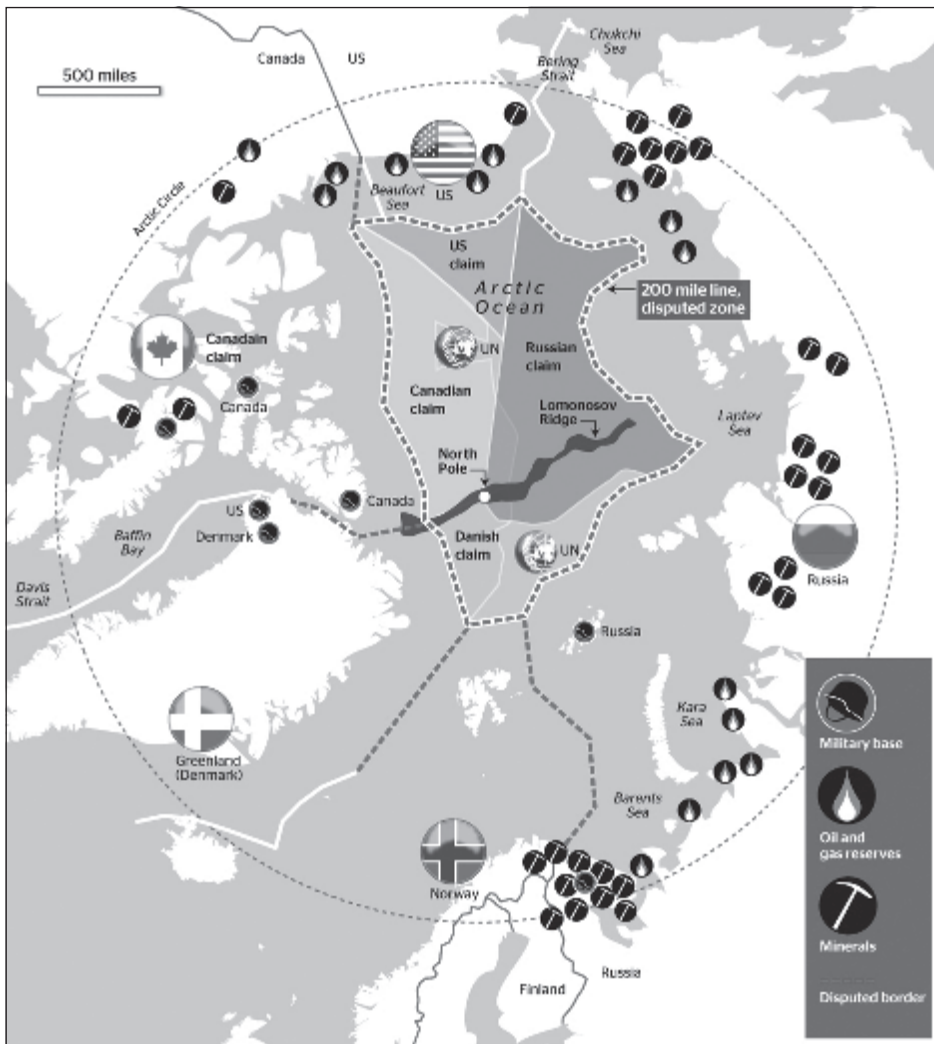 Chukchi
Sea
Canada
US
Bering
Strait
500 miles
Arctic Circle
Beaufort
Sea
US
US
claim
Arctic
Ocean
200 mile line,
disputed zone
Canadain
claim
UN
Russian claim
Canadian
claim
Canada
Lomonosov
Ridge
Laptev
Sea
North
Pole
Canada
US
Denmark
Baffin
Bay
Danish
claim
UN
Davis
Strait
Russia
Russia
Kara
Sea
Greenland
(Denmark)
Barents
Sea
Norway
Finland
Russia
Military base
Oil and
gas reserves
Minerals
Disputed border